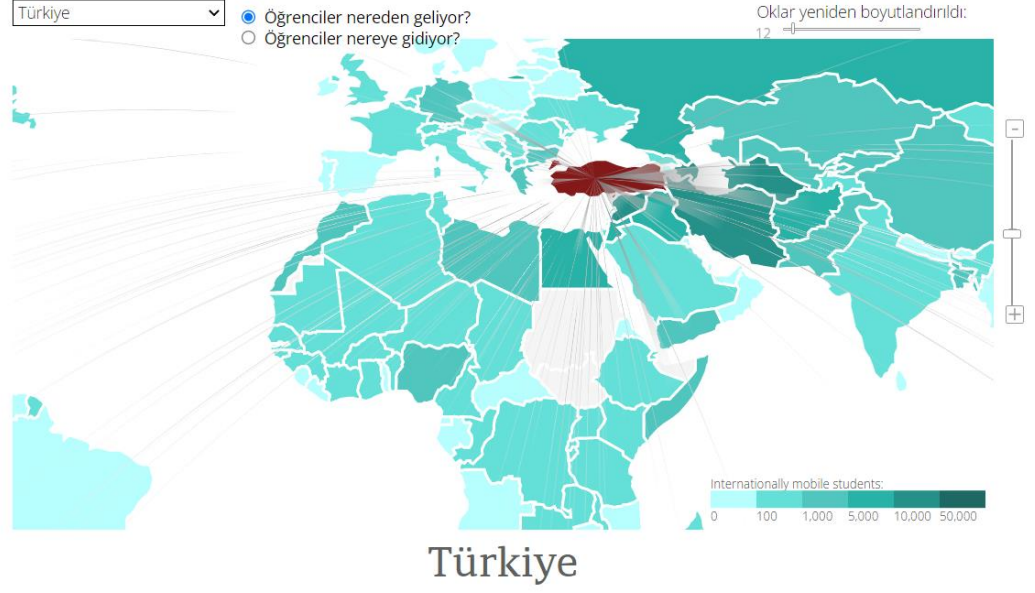 Türkiye
Öğrenciler nereden geliyor?
Öğrenciler nereye gidiyor?
Oklar yeniden boyutlandırıldı:
12
-
+
Internationally mobile students:
0 100 1,000 5,000 10,000 50,000
Türkiye